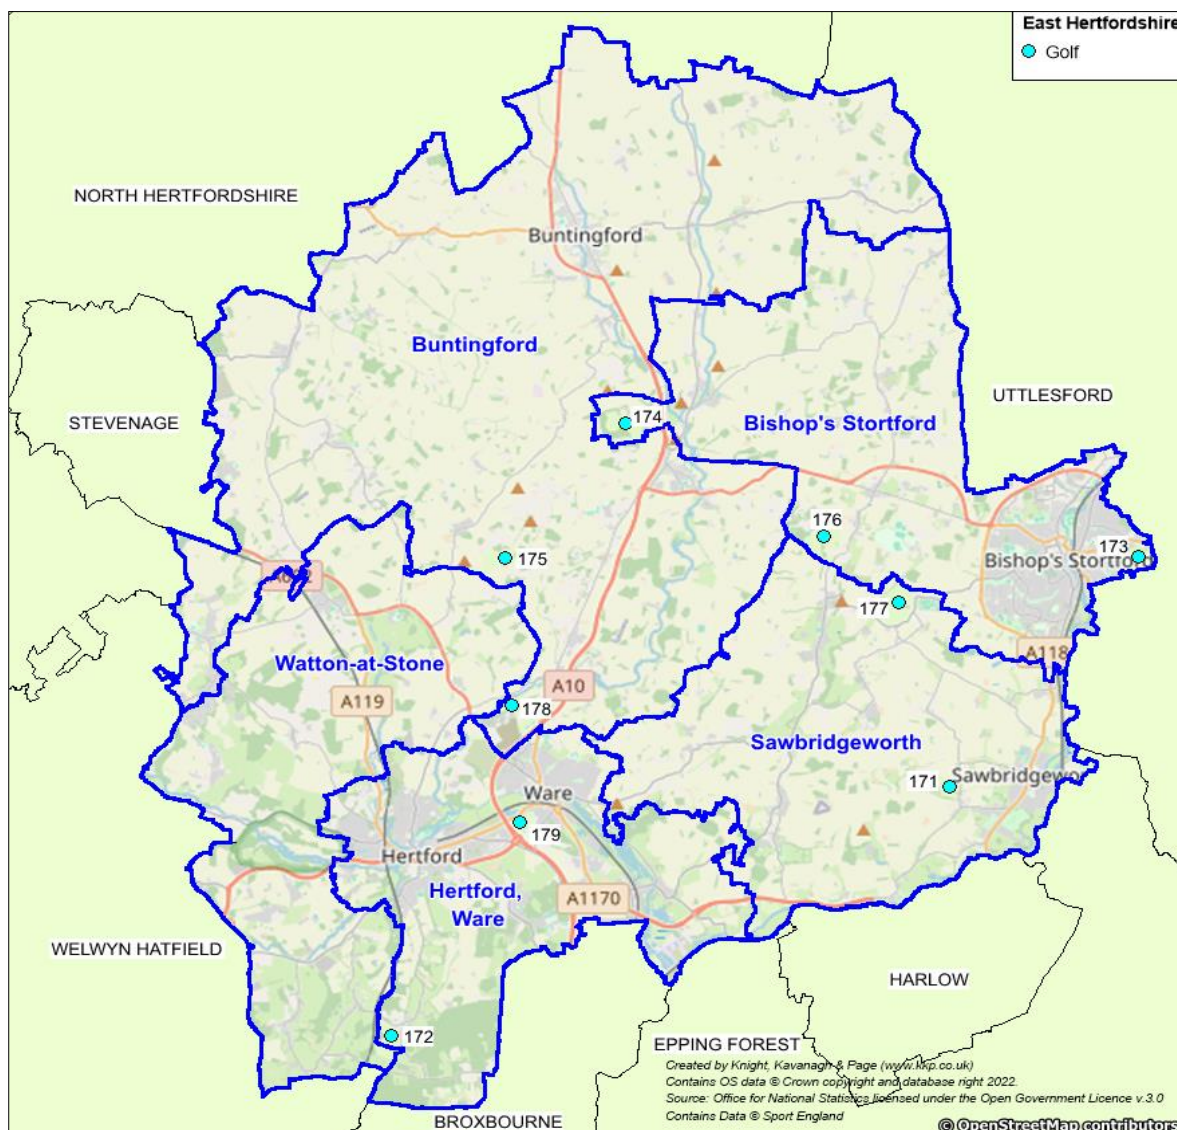 East Hertfordshire
Golf
NORTH HERTFORDSHIRE
Buntingford
Buntingford
STEVENAGE
UTTLESFORD
174
Bishop's Stortford
176
173
175
Bishop's Stortford
177
A602
A118
Watton-at-Stone
A119
A10
178
Sawbridgeworth
171
Sawbridgewo
Ware
179
Hertford
Hertford,
Ware
A1170
WELWYN HATFIELD
HARLOW
172
EPPING FOREST
Created by Knight, Kavanagh & Page (www.kkp.co.uk)
Contains OS data © Crown copyright and database right 2022.
Source: Office for National Statistics licensed under the Open Government Licence v.3.0
Contains Data © Sport England
BROXBOURNE
© OpenStreetMap contributors